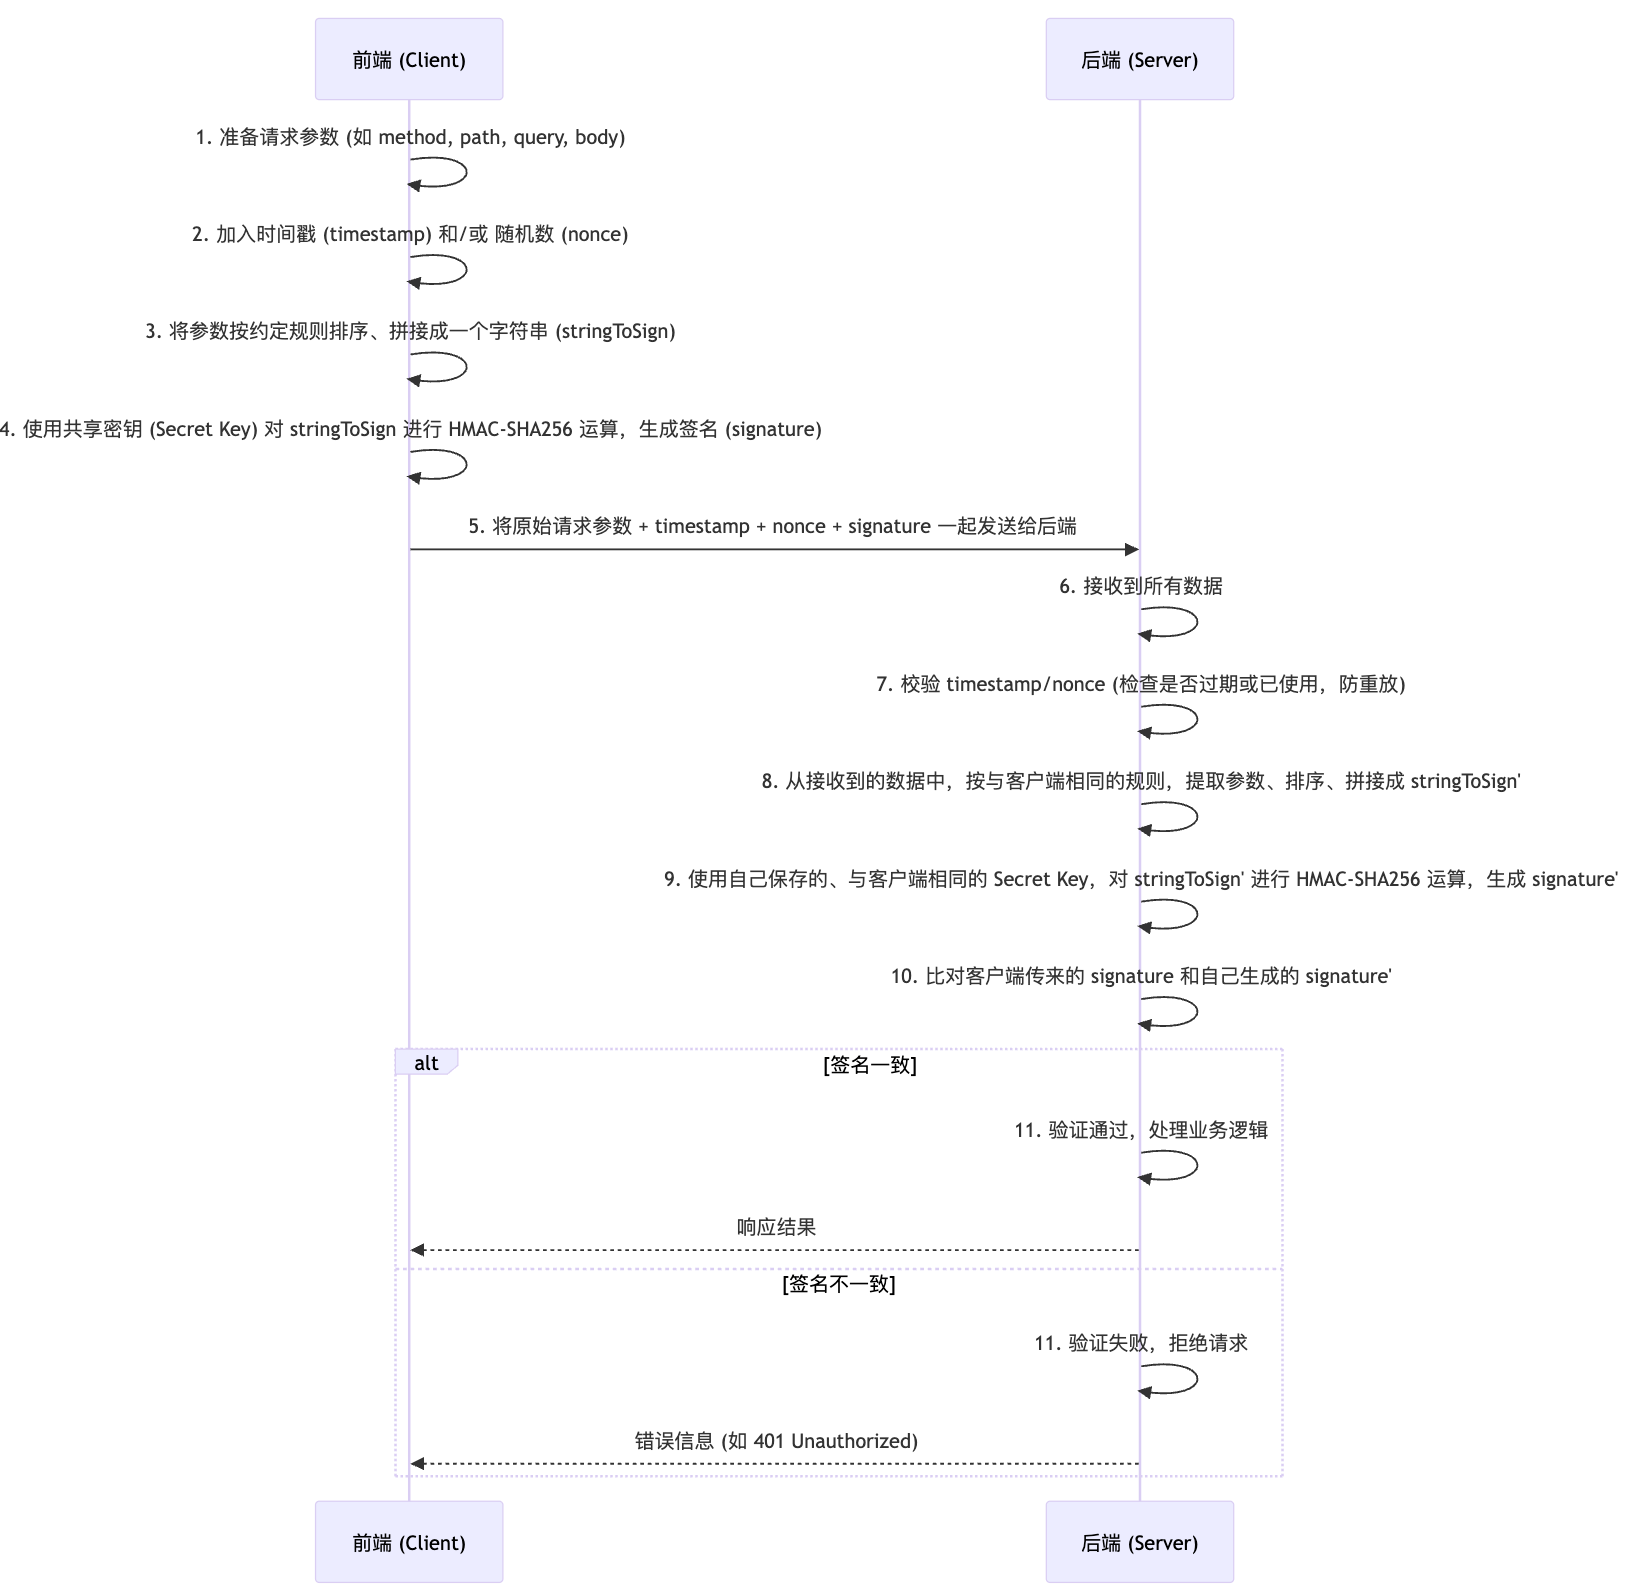 前端 (Client)
后端 (Server)
1. 准备请求参数 (如 method, path, query, body)
2. 加入时间戳 (timestamp) 和/或 随机数 (nonce)
3. 将参数按约定规则排序、拼接成一个字符串 (stringToSign)
4. 使用共享密钥 (Secret Key) 对 stringToSign 进行 HMAC-SHA256 运算，生成签名 (signature)
5. 将原始请求参数 + timestamp + nonce + signature 一起发送给后端
6. 接收到所有数据
7. 校验 timestamp/nonce (检查是否过期或已使用，防重放)
8. 从接收到的数据中，按与客户端相同的规则，提取参数、排序、拼接成 stringToSign'
9. 使用自己保存的、与客户端相同的 Secret Key，对 stringToSign' 进行 HMAC-SHA256 运算，生成 signature'
10. 比对客户端传来的 signature 和自己生成的 signature'
alt
[签名一致]
11. 验证通过，处理业务逻辑
响应结果
[签名不一致]
11. 验证失败，拒绝请求
错误信息 (如 401 Unauthorized)
前端 (Client)
后端 (Server)